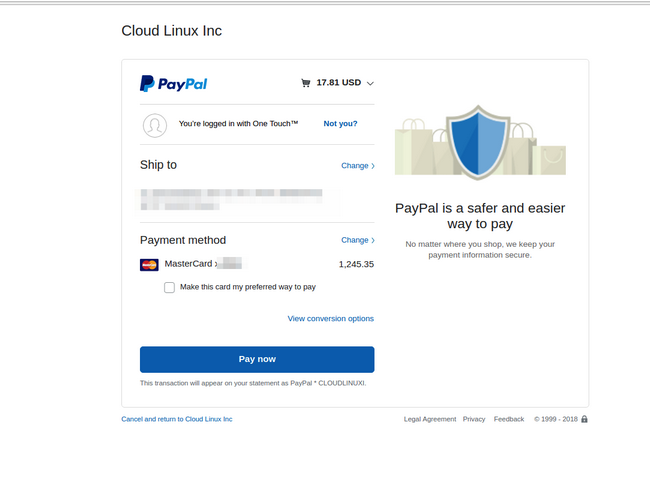 Cloud Linux Inc
PayPal
17.81 USD
You're logged in with One Touch™ Not you?
Ship to Change
Payment method Change
MasterCard 1,245.35
Make this card my preferred way to pay
View conversion options
Pay now
This transaction will appear on your statement as PayPal * CLOUDLINUXI.
PayPal is a safer and easier
way to pay
No matter where you shop, we keep your
payment information secure.
Cancel and return to Cloud Linux Inc
Legal Agreement Privacy Feedback © 1999 - 2018